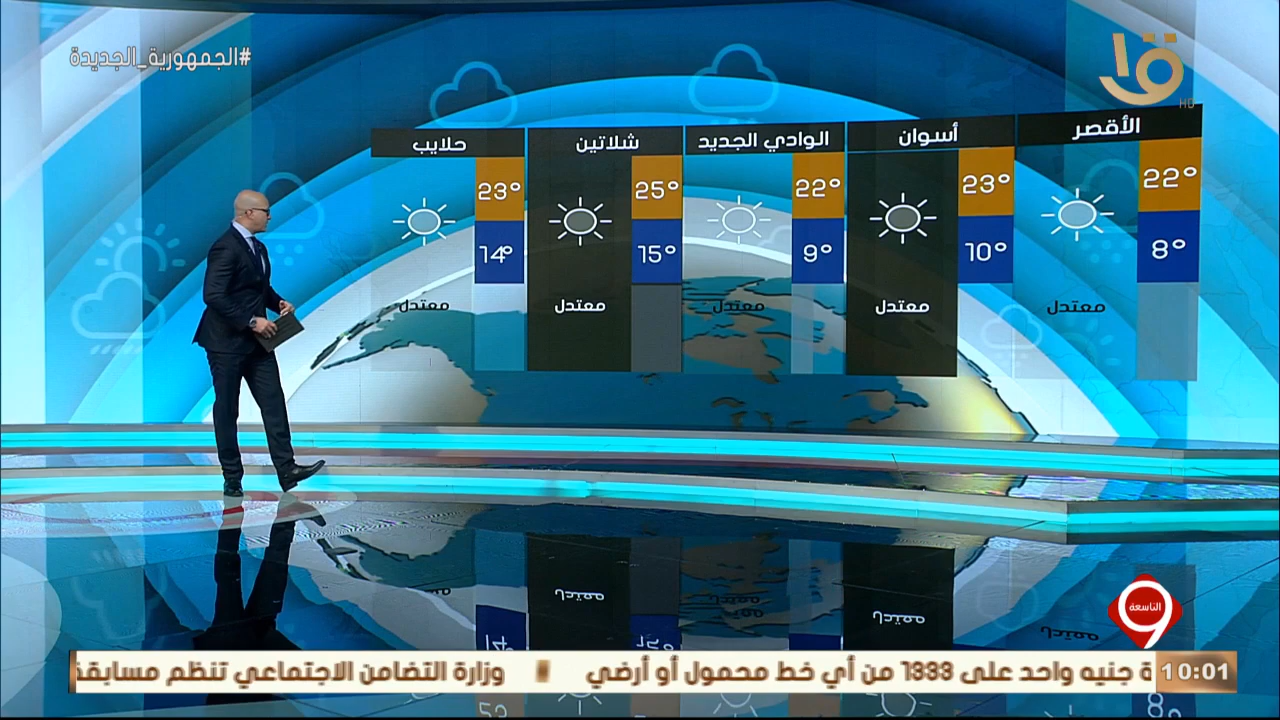 #الجمهورية_الجديدة
HD
الأقصر
22°
8°
معتدل
أسوان
23°
10°
معتدل
الوادي الجديد
22°
9°
معتدل
شلاتين
25°
15°
معتدل
حلايب
23°
14°
معتدل
التاسعة
9
10:01
ة جنيه واحد على 1333 من أي خط محمول أو أرضي
وزارة التضامن الاجتماعي تنظم مسابقة